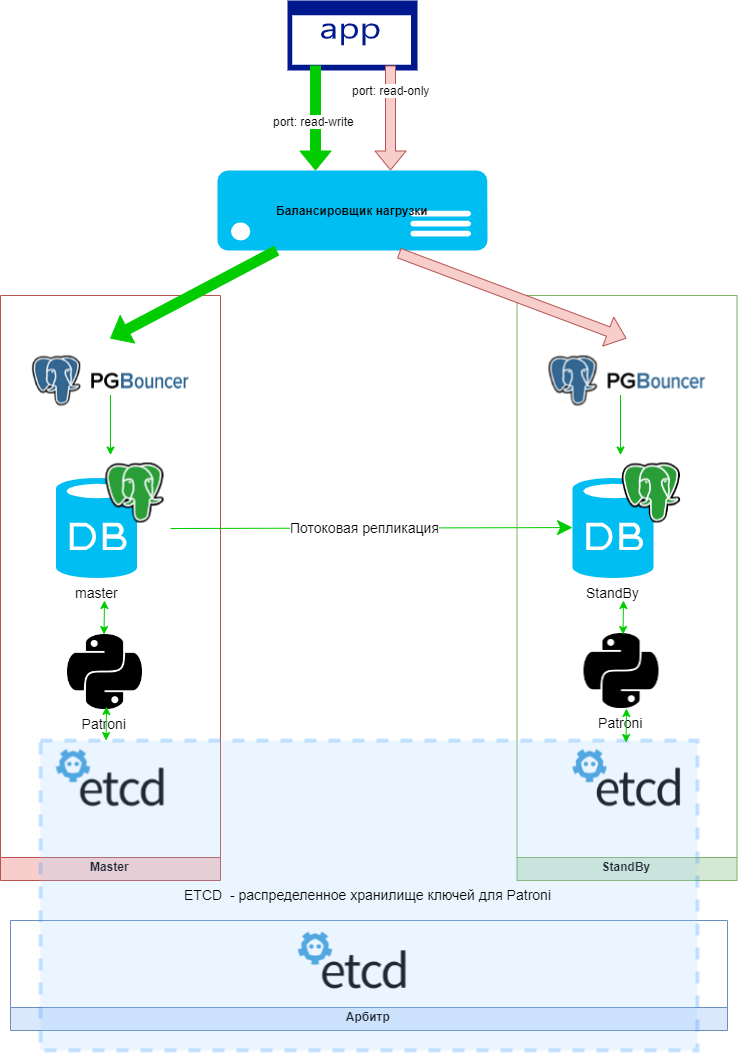 app
port: read-only
port: read-write
Балансировщик нагрузки
PGBouncer
PGBouncer
DB
DB
Потоковая репликация
master
StandBy
Patroni
Patroni
etcd
etcd
Master
StandBy
ETCD - распределенное хранилище ключей для Patroni
etcd
Арбитр